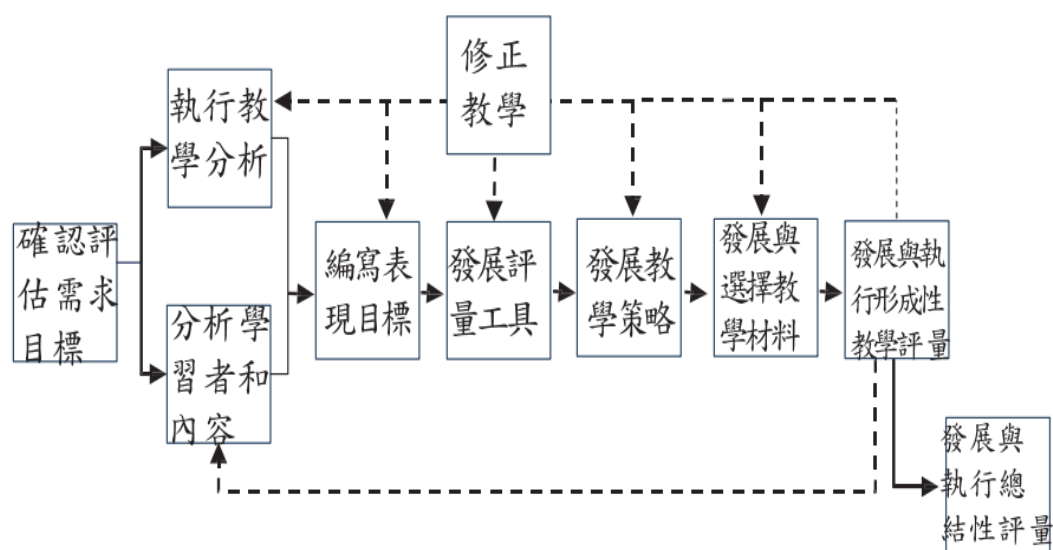 修正
教學
執行教
學分析
確認評
估需求
目標
分析學
習者和
內容
編寫表
現目標
發展評
量工具
發展教
學策略
發展與
選擇教
學材料
發展與執
行形成性
教學評量
發展與
執行總
結性評量